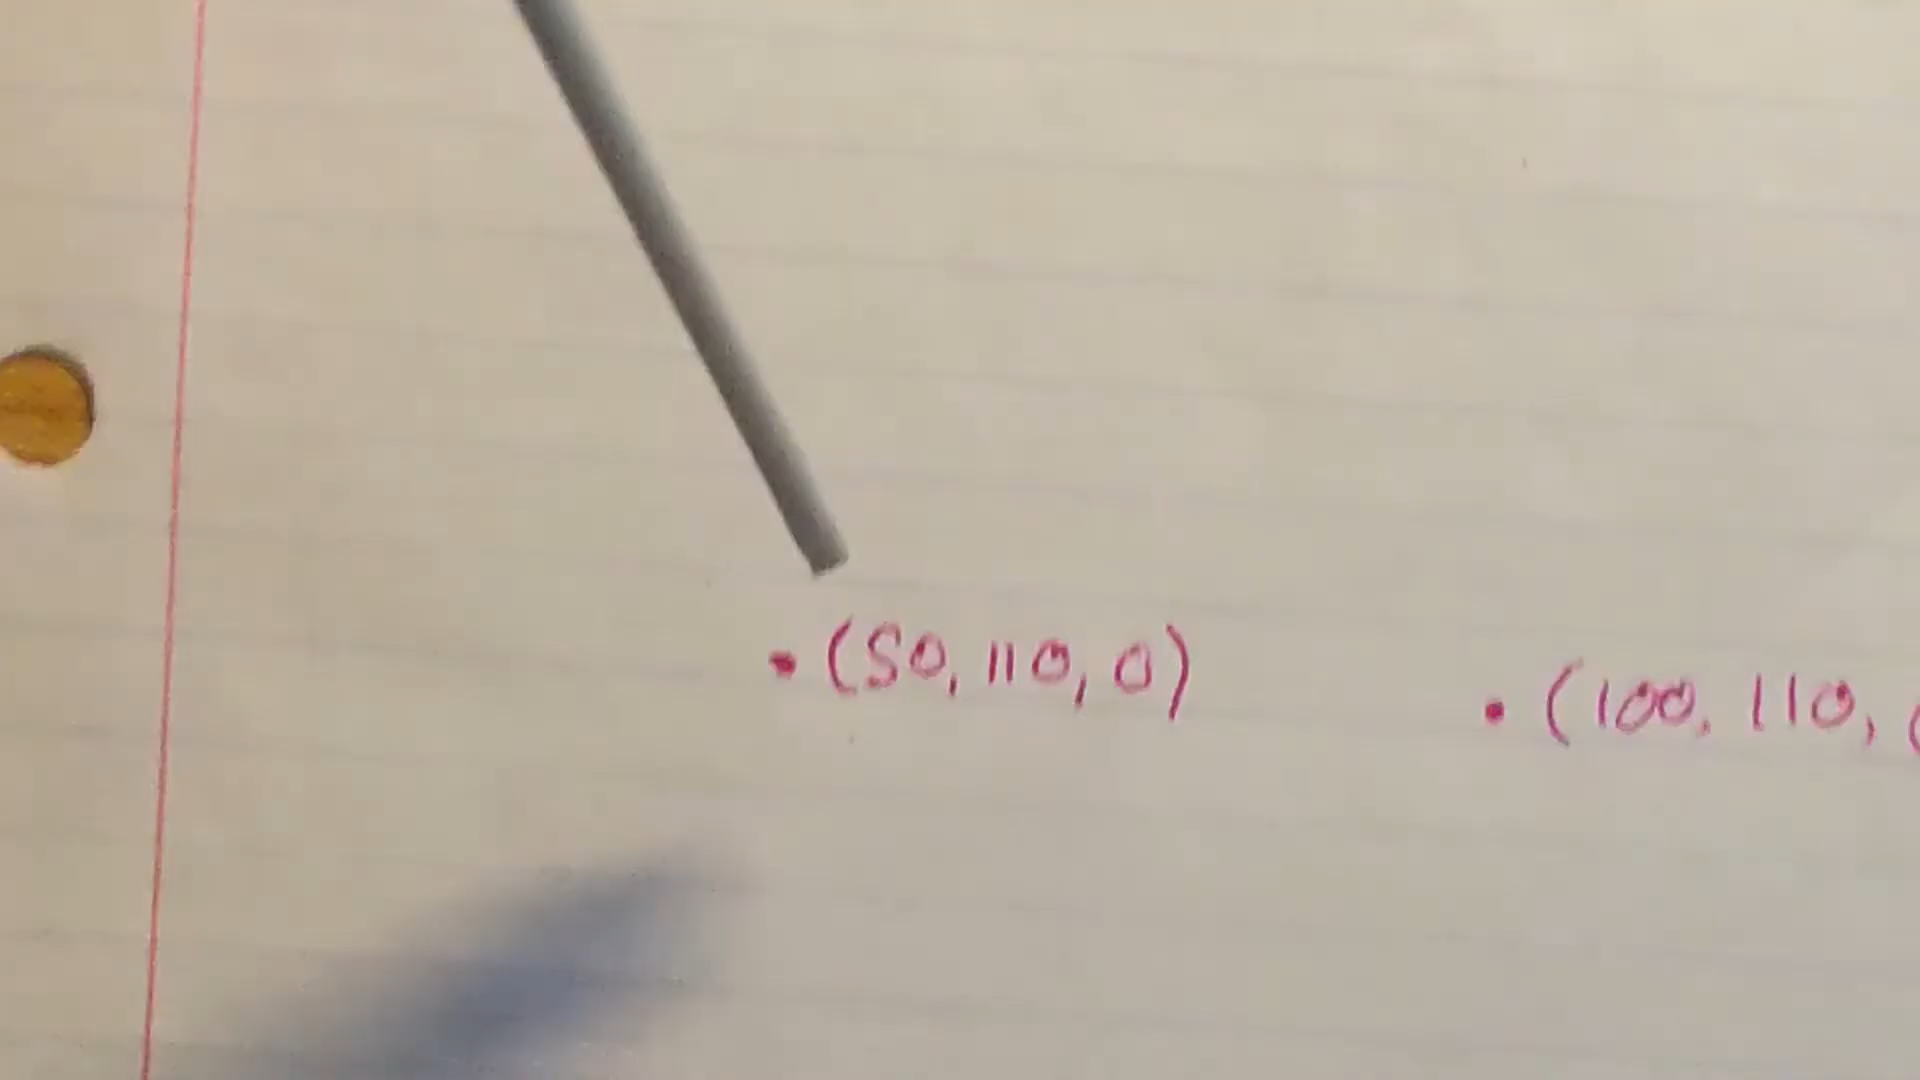 • (50, 110, 0)
• (100, 110,